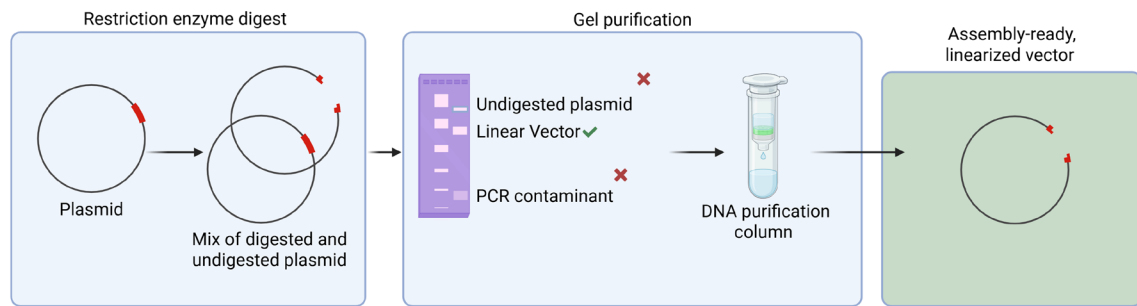 Restriction enzyme digest
Plasmid
Mix of digested and
undigested plasmid
Gel purification
Undigested plasmid
Linear Vector
PCR contaminant
DNA purification
column
Assembly-ready,
linearized vector